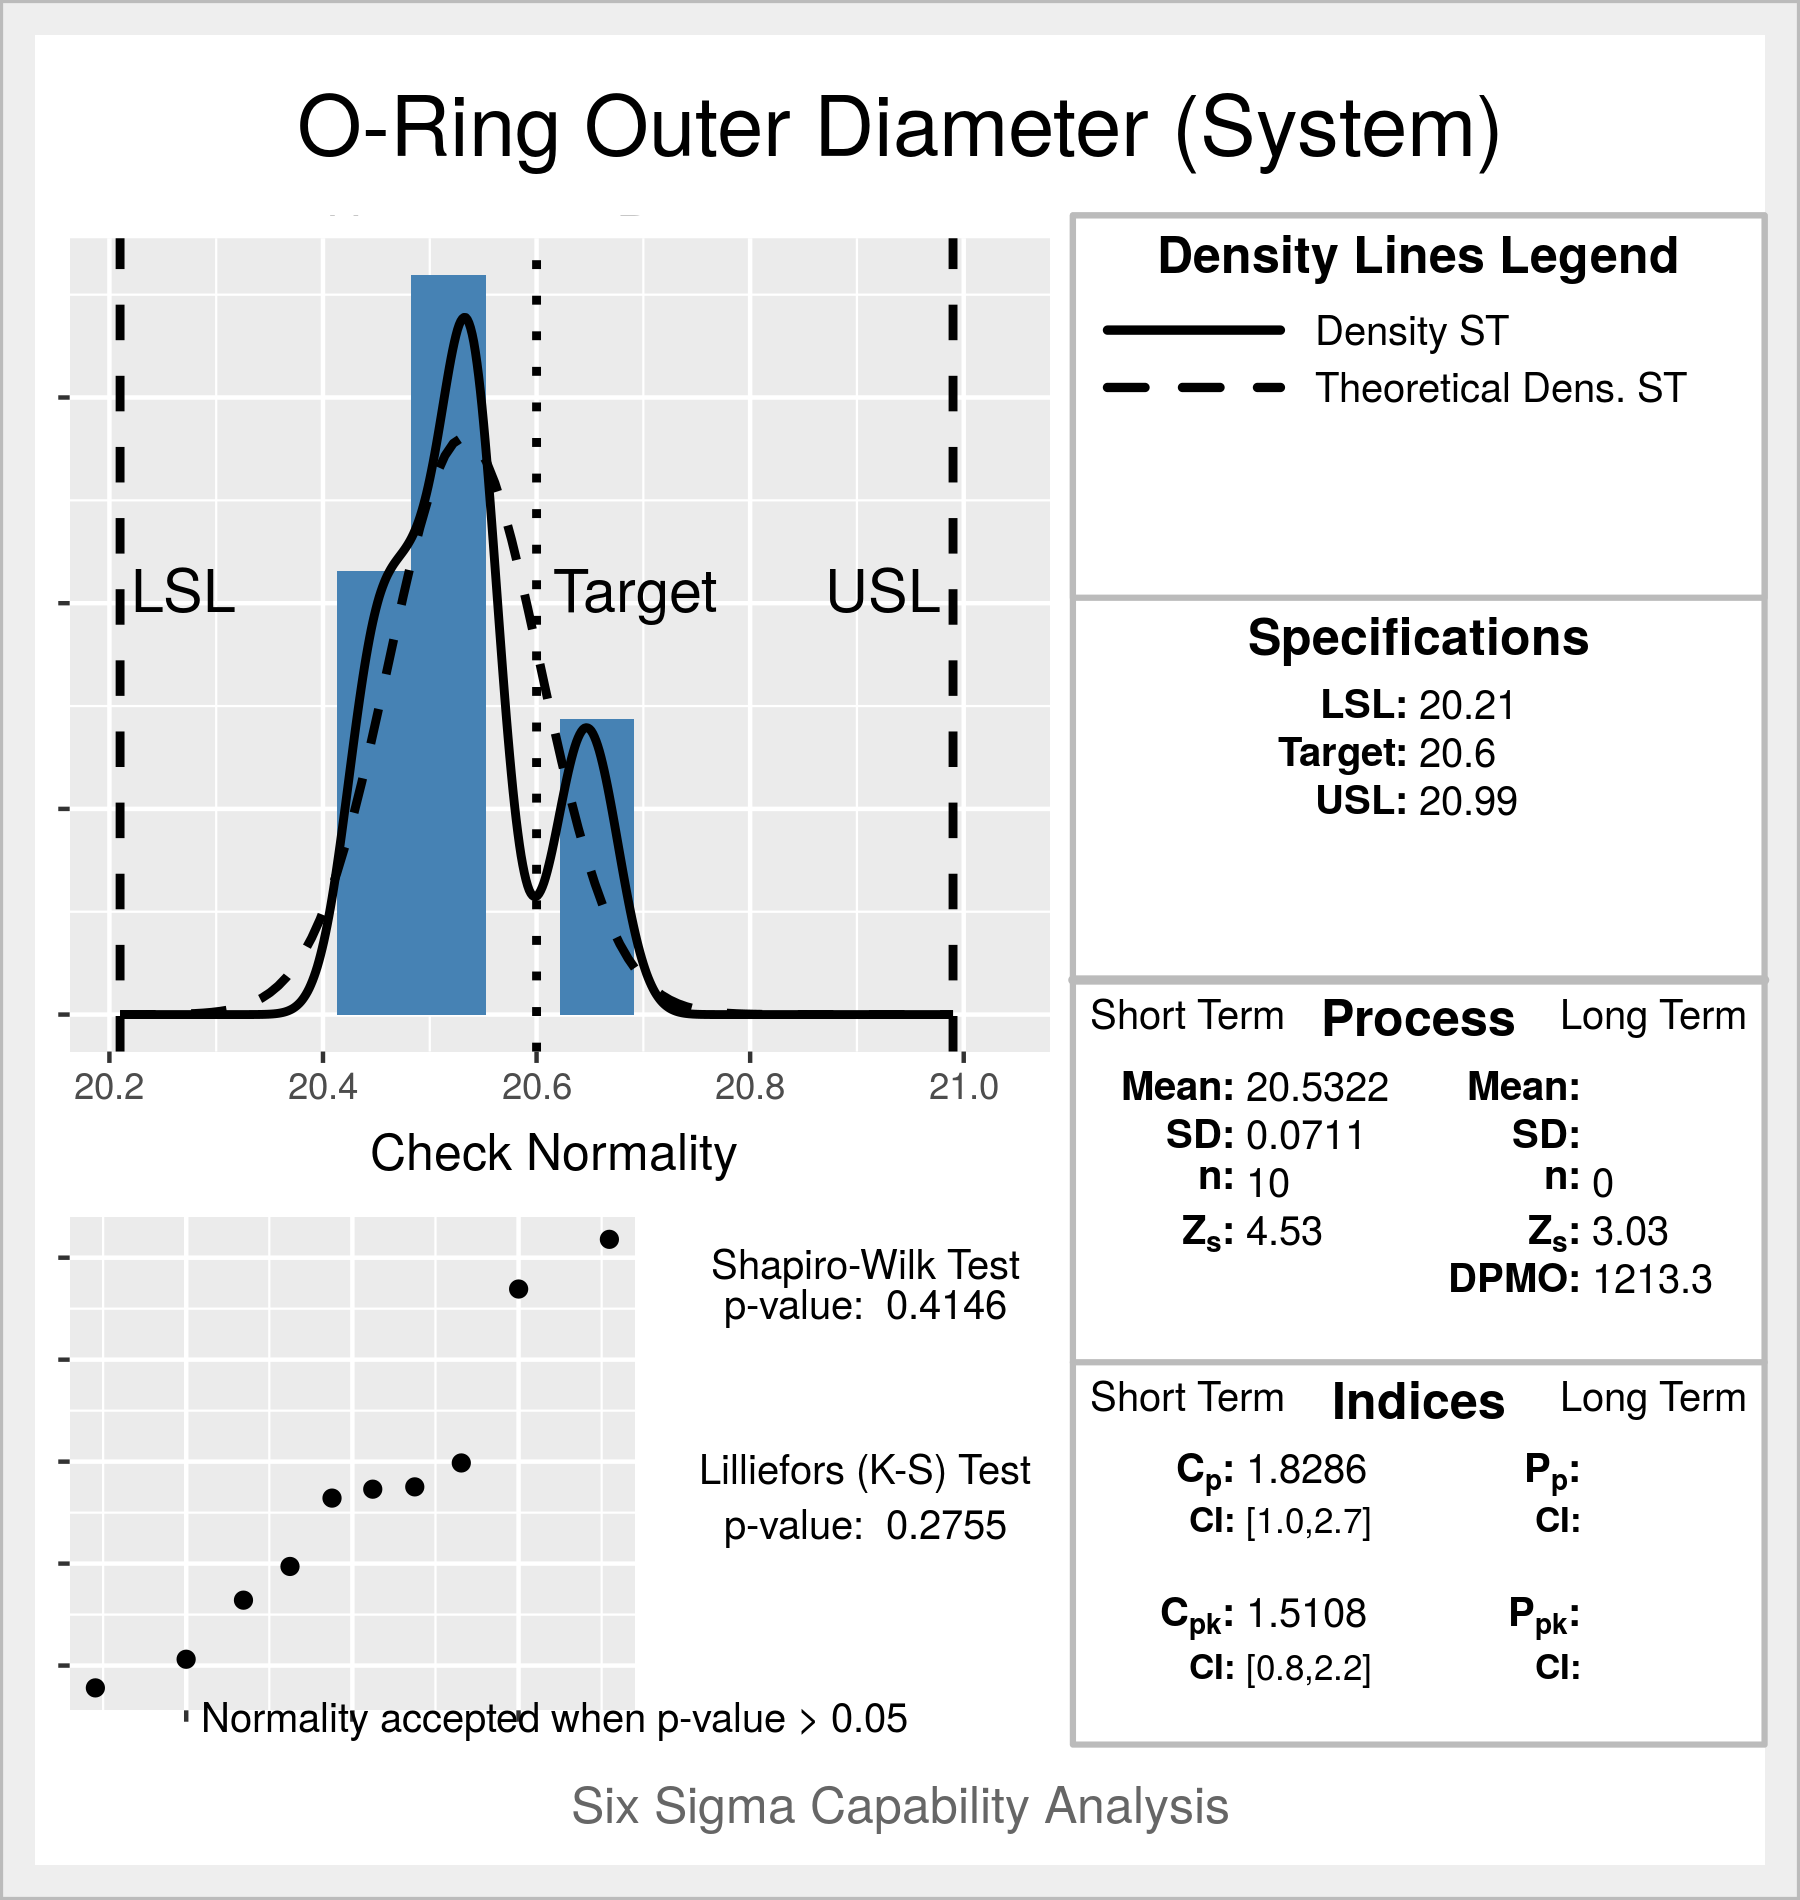 O-Ring Outer Diameter (System)
LSL
Target
USL
20.2 20.4 20.6 20.8 21.0
Check Normality
Shapiro-Wilk Test
p-value: 0.4146
Lilliefors (K-S) Test
p-value: 0.2755
Normality accepted when p-value > 0.05
Density Lines Legend
Density ST
Theoretical Dens. ST
Specifications
LSL: 20.21
Target: 20.6
USL: 20.99
Short Term Process Long Term
Mean: 20.5322 Mean:
SD: 0.0711 SD:
n: 10 n: 0
Zs: 4.53 Zs: 3.03
DPMO: 1213.3
Short Term Indices Long Term
Cp: 1.8286 Pp:
CI: [1.0,2.7] CI:
Cpk: 1.5108 Ppk:
CI: [0.8,2.2] CI:
Six Sigma Capability Analysis